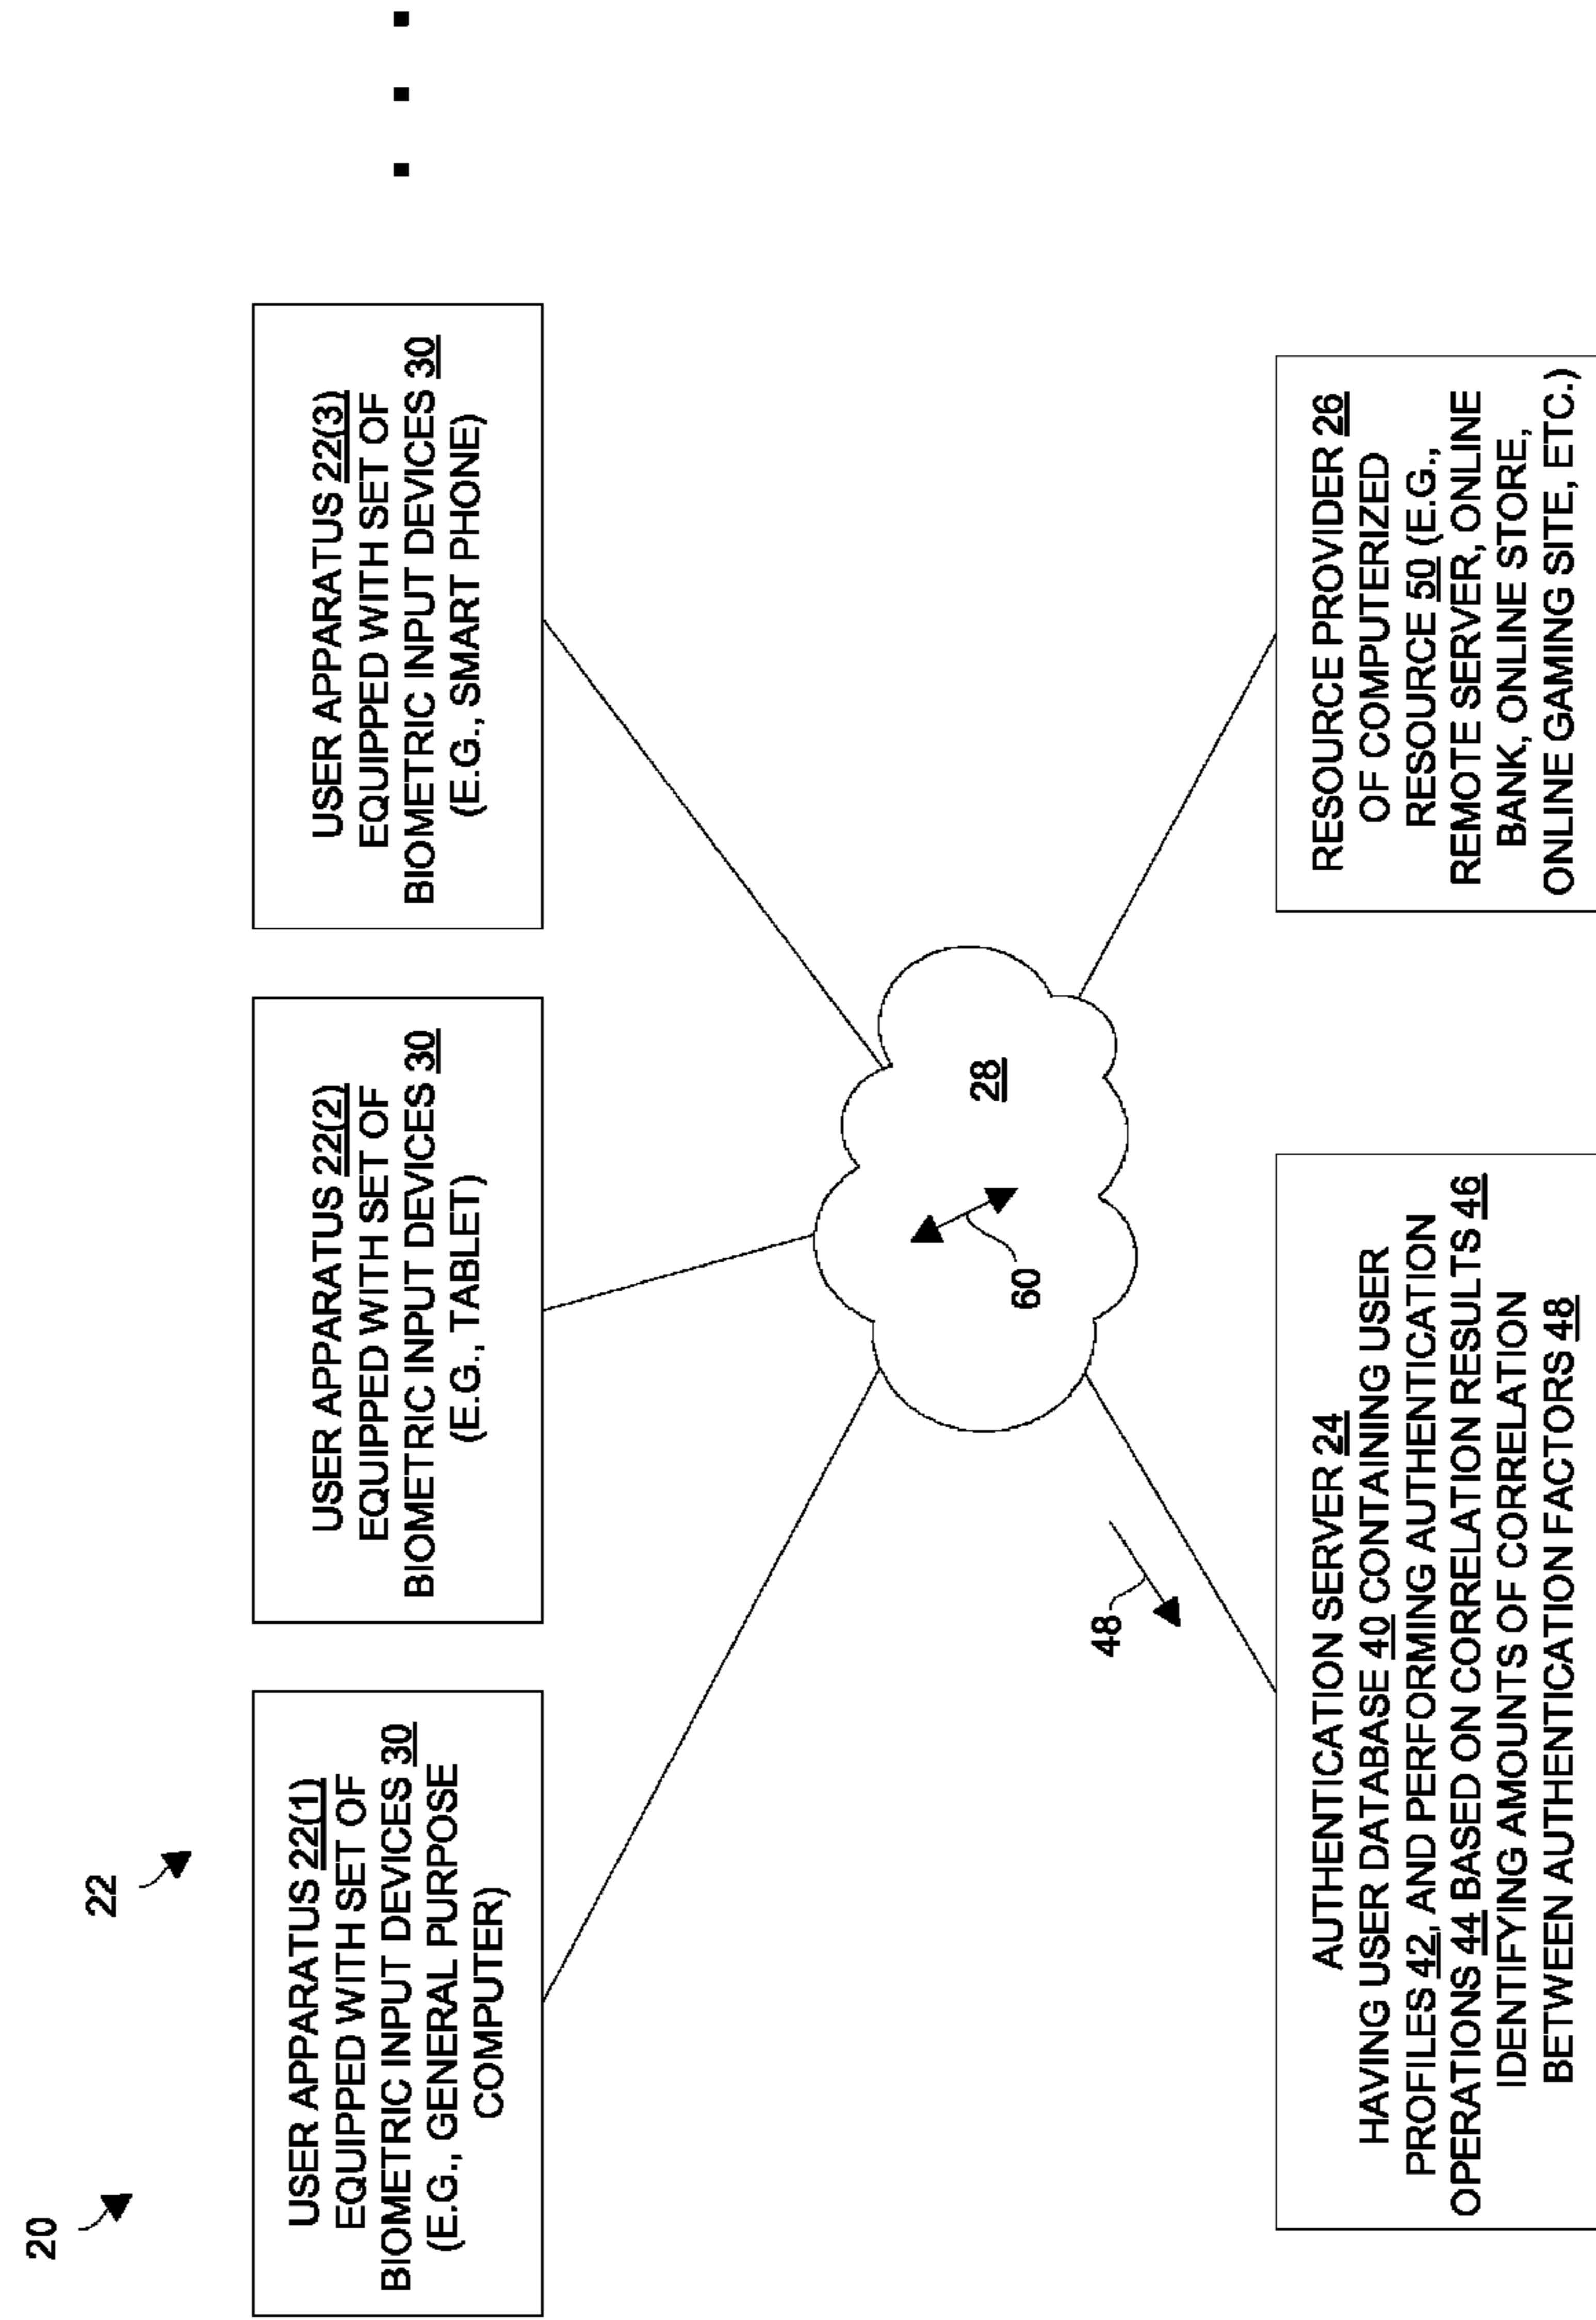 20
22
USER APPARATUS 22(1)
EQUIPPED WITH SET OF
BIOMETRIC INPUT DEVICES 30
(E.G., GENERAL PURPOSE
COMPUTER)
USER APPARATUS 22(2)
EQUIPPED WITH SET OF
BIOMETRIC INPUT DEVICES 30
(E.G., TABLET)
USER APPARATUS 22(3)
EQUIPPED WITH SET OF
BIOMETRIC INPUT DEVICES 30
(E.G., SMART PHONE)
28
60
48
AUTHENTICATION SERVER 24
HAVING USER DATABASE 40 CONTAINING USER
PROFILES 42, AND PERFORMING AUTHENTICATION
OPERATIONS 44 BASED ON CORRELATION RESULTS 46
IDENTIFYING AMOUNTS OF CORRELATION
BETWEEN AUTHENTICATION FACTORS 48
RESOURCE PROVIDER 26
OF COMPUTERIZED
RESOURCE 50 (E.G.,
REMOTE SERVER, ONLINE
BANK, ONLINE STORE,
ONLINE GAMING SITE, ETC.)